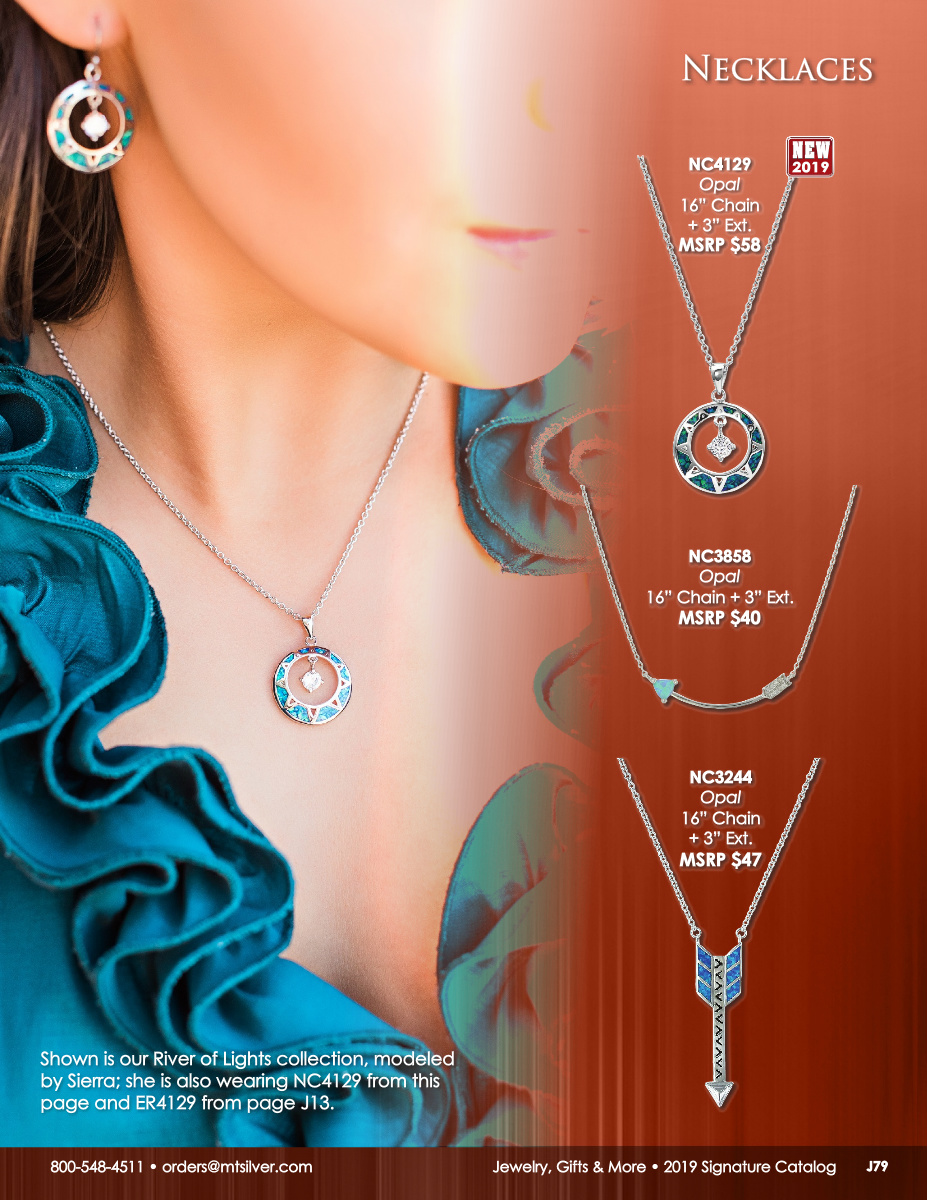 NECKLACES
NEW
2019
NC4129
Opal
16” Chain
+ 3” Ext.
MSRP $58
NC3858
Opal
16” Chain + 3” Ext.
MSRP $40
NC3244
Opal
16” Chain
+ 3” Ext.
MSRP $47
Shown is our River of Lights collection, modeled
by Sierra; she is also wearing NC4129 from this
page and ER4129 from page J13.
800-548-4511 • orders@mtsilver.com
Jewelry, Gifts & More • 2019 Signature Catalog J79